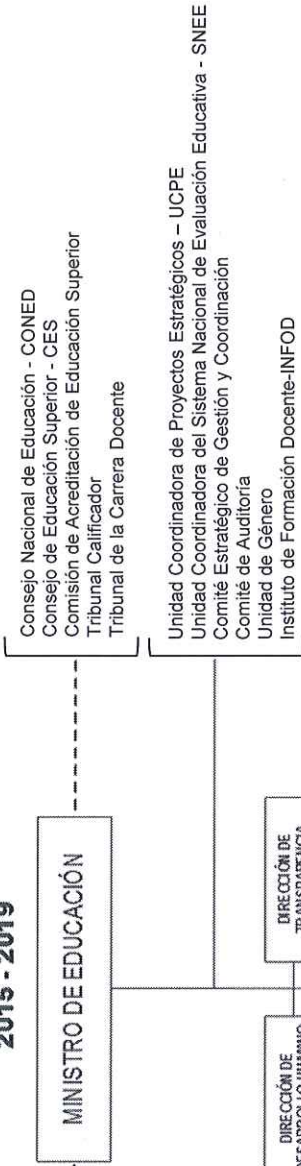 2015 - 2019
MINISTRO DE EDUCACIÓN
Consejo Nacional de Educación - CONED
Consejo de Educación Superior - CES
Comisión de Acreditación de Educación Superior
Tribunal Calificador
Tribunal de la Carrera Docente
Unidad Coordinadora de Proyectos Estratégicos – UCPE
Unidad Coordinadora del Sistema Nacional de Evaluación Educativa - SNEE
Comité Estratégico de Gestión y Coordinación
Comité de Auditoría
Unidad de Género
Instituto de Formación Docente-INFOD
DIRECCIÓN DE
DESARROLLO HUMANO
DIRECCIÓN DE
TRANSPARENCIA